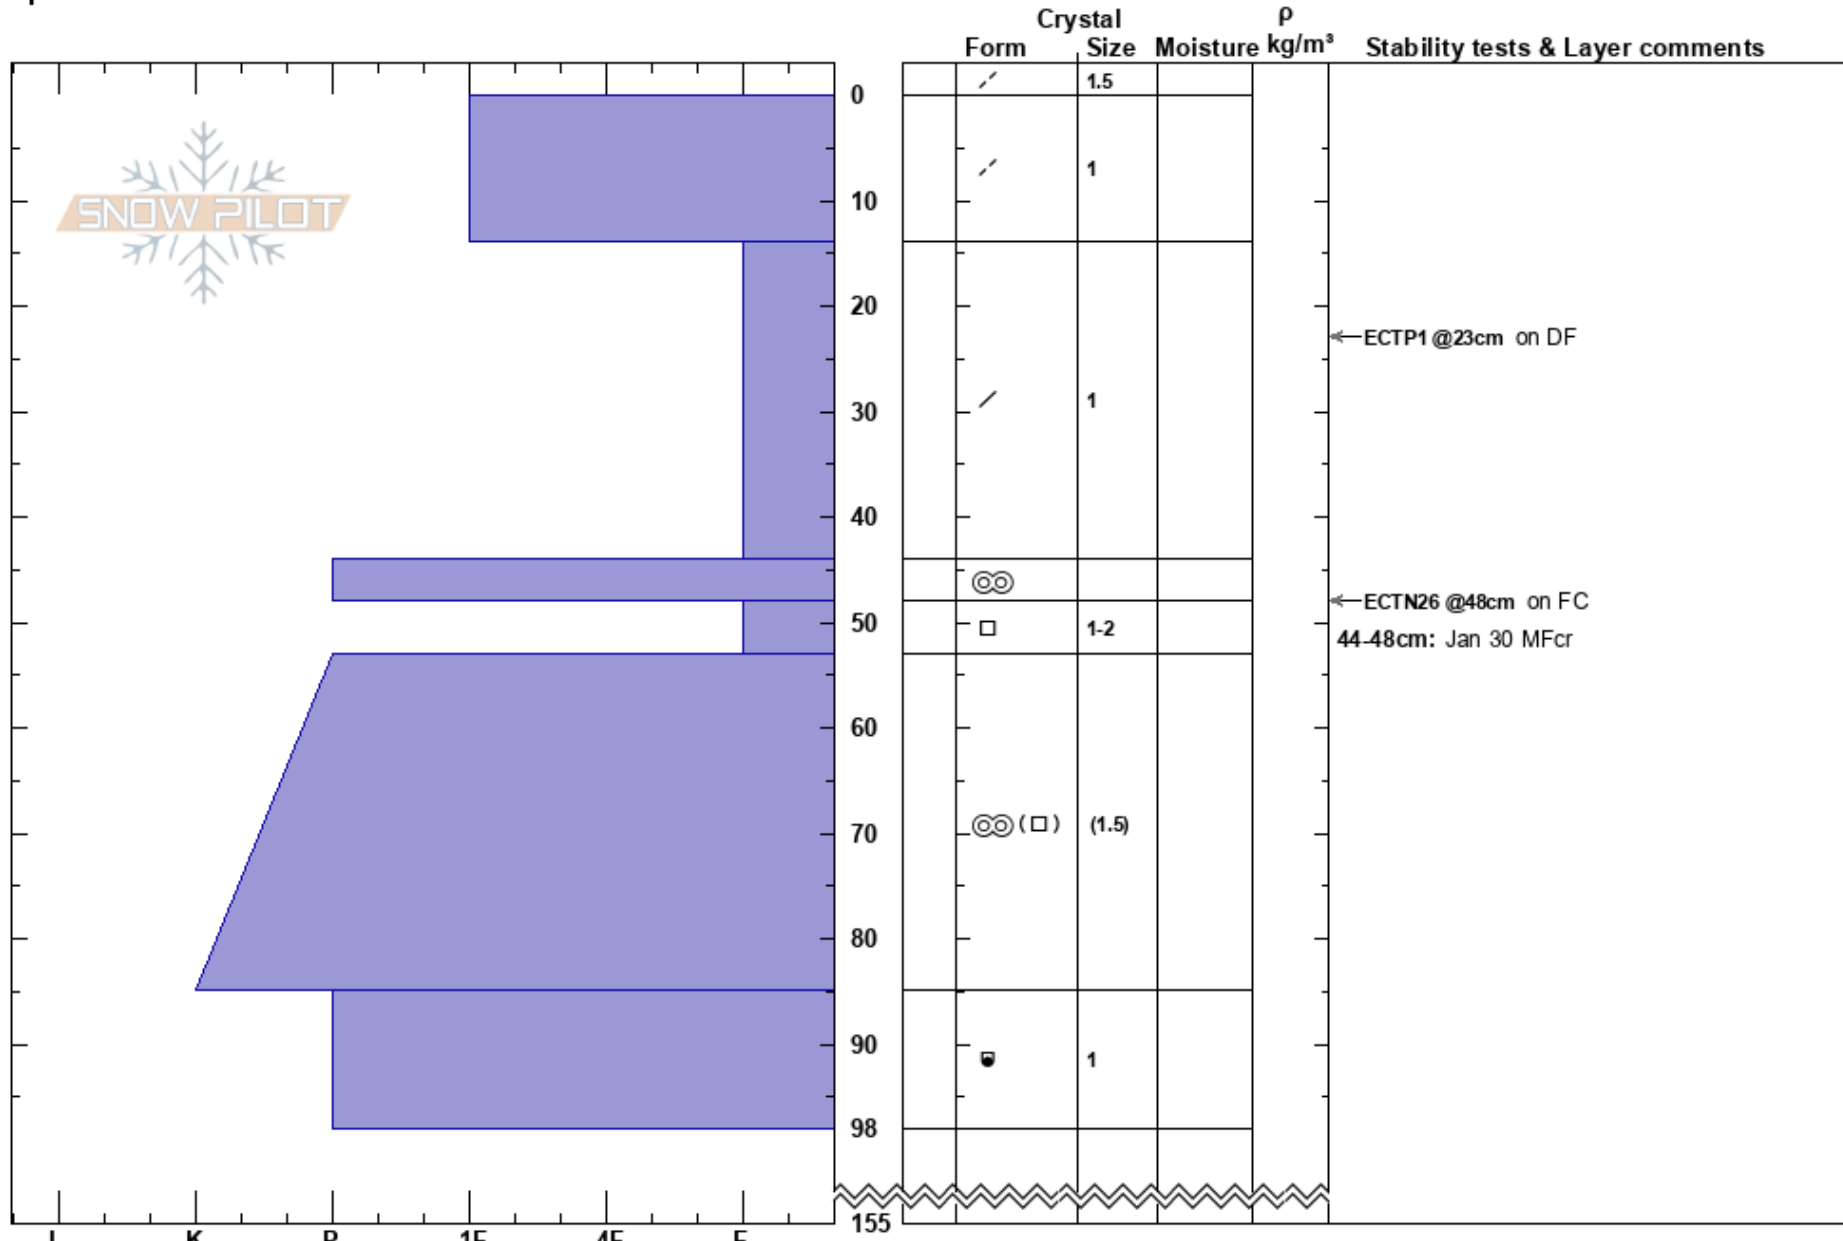 Crystal
ρ
Form Size Moisture kg/m³ Stability tests & Layer comments
1.5
0
SNOW PILOT
1
10
20
ECTP1 @23cm on DF
1
30
40
ECTN26 @48cm on FC
50
1-2
44-48cm: Jan 30 MFcr
60
( ) (1.5)
70
80
90
1
98
155
K